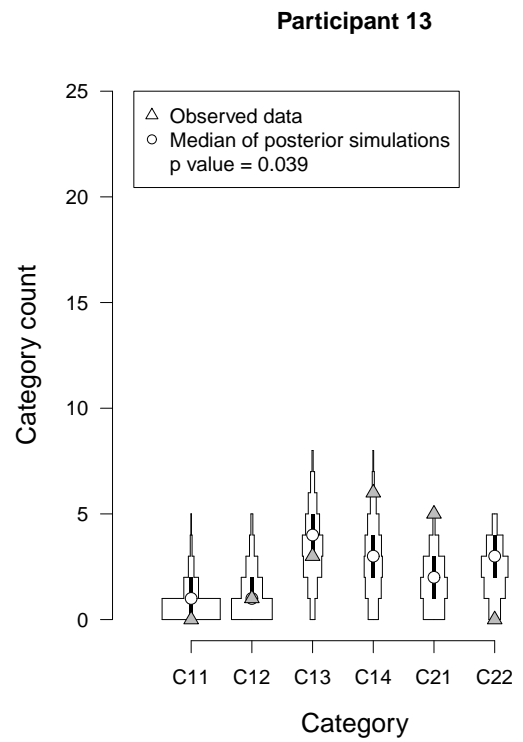 Participant 13
25
20
15
10
5
0
Category count
Observed data
Median of posterior simulations
p value = 0.039
C11 C12 C13 C14 C21 C22
Category